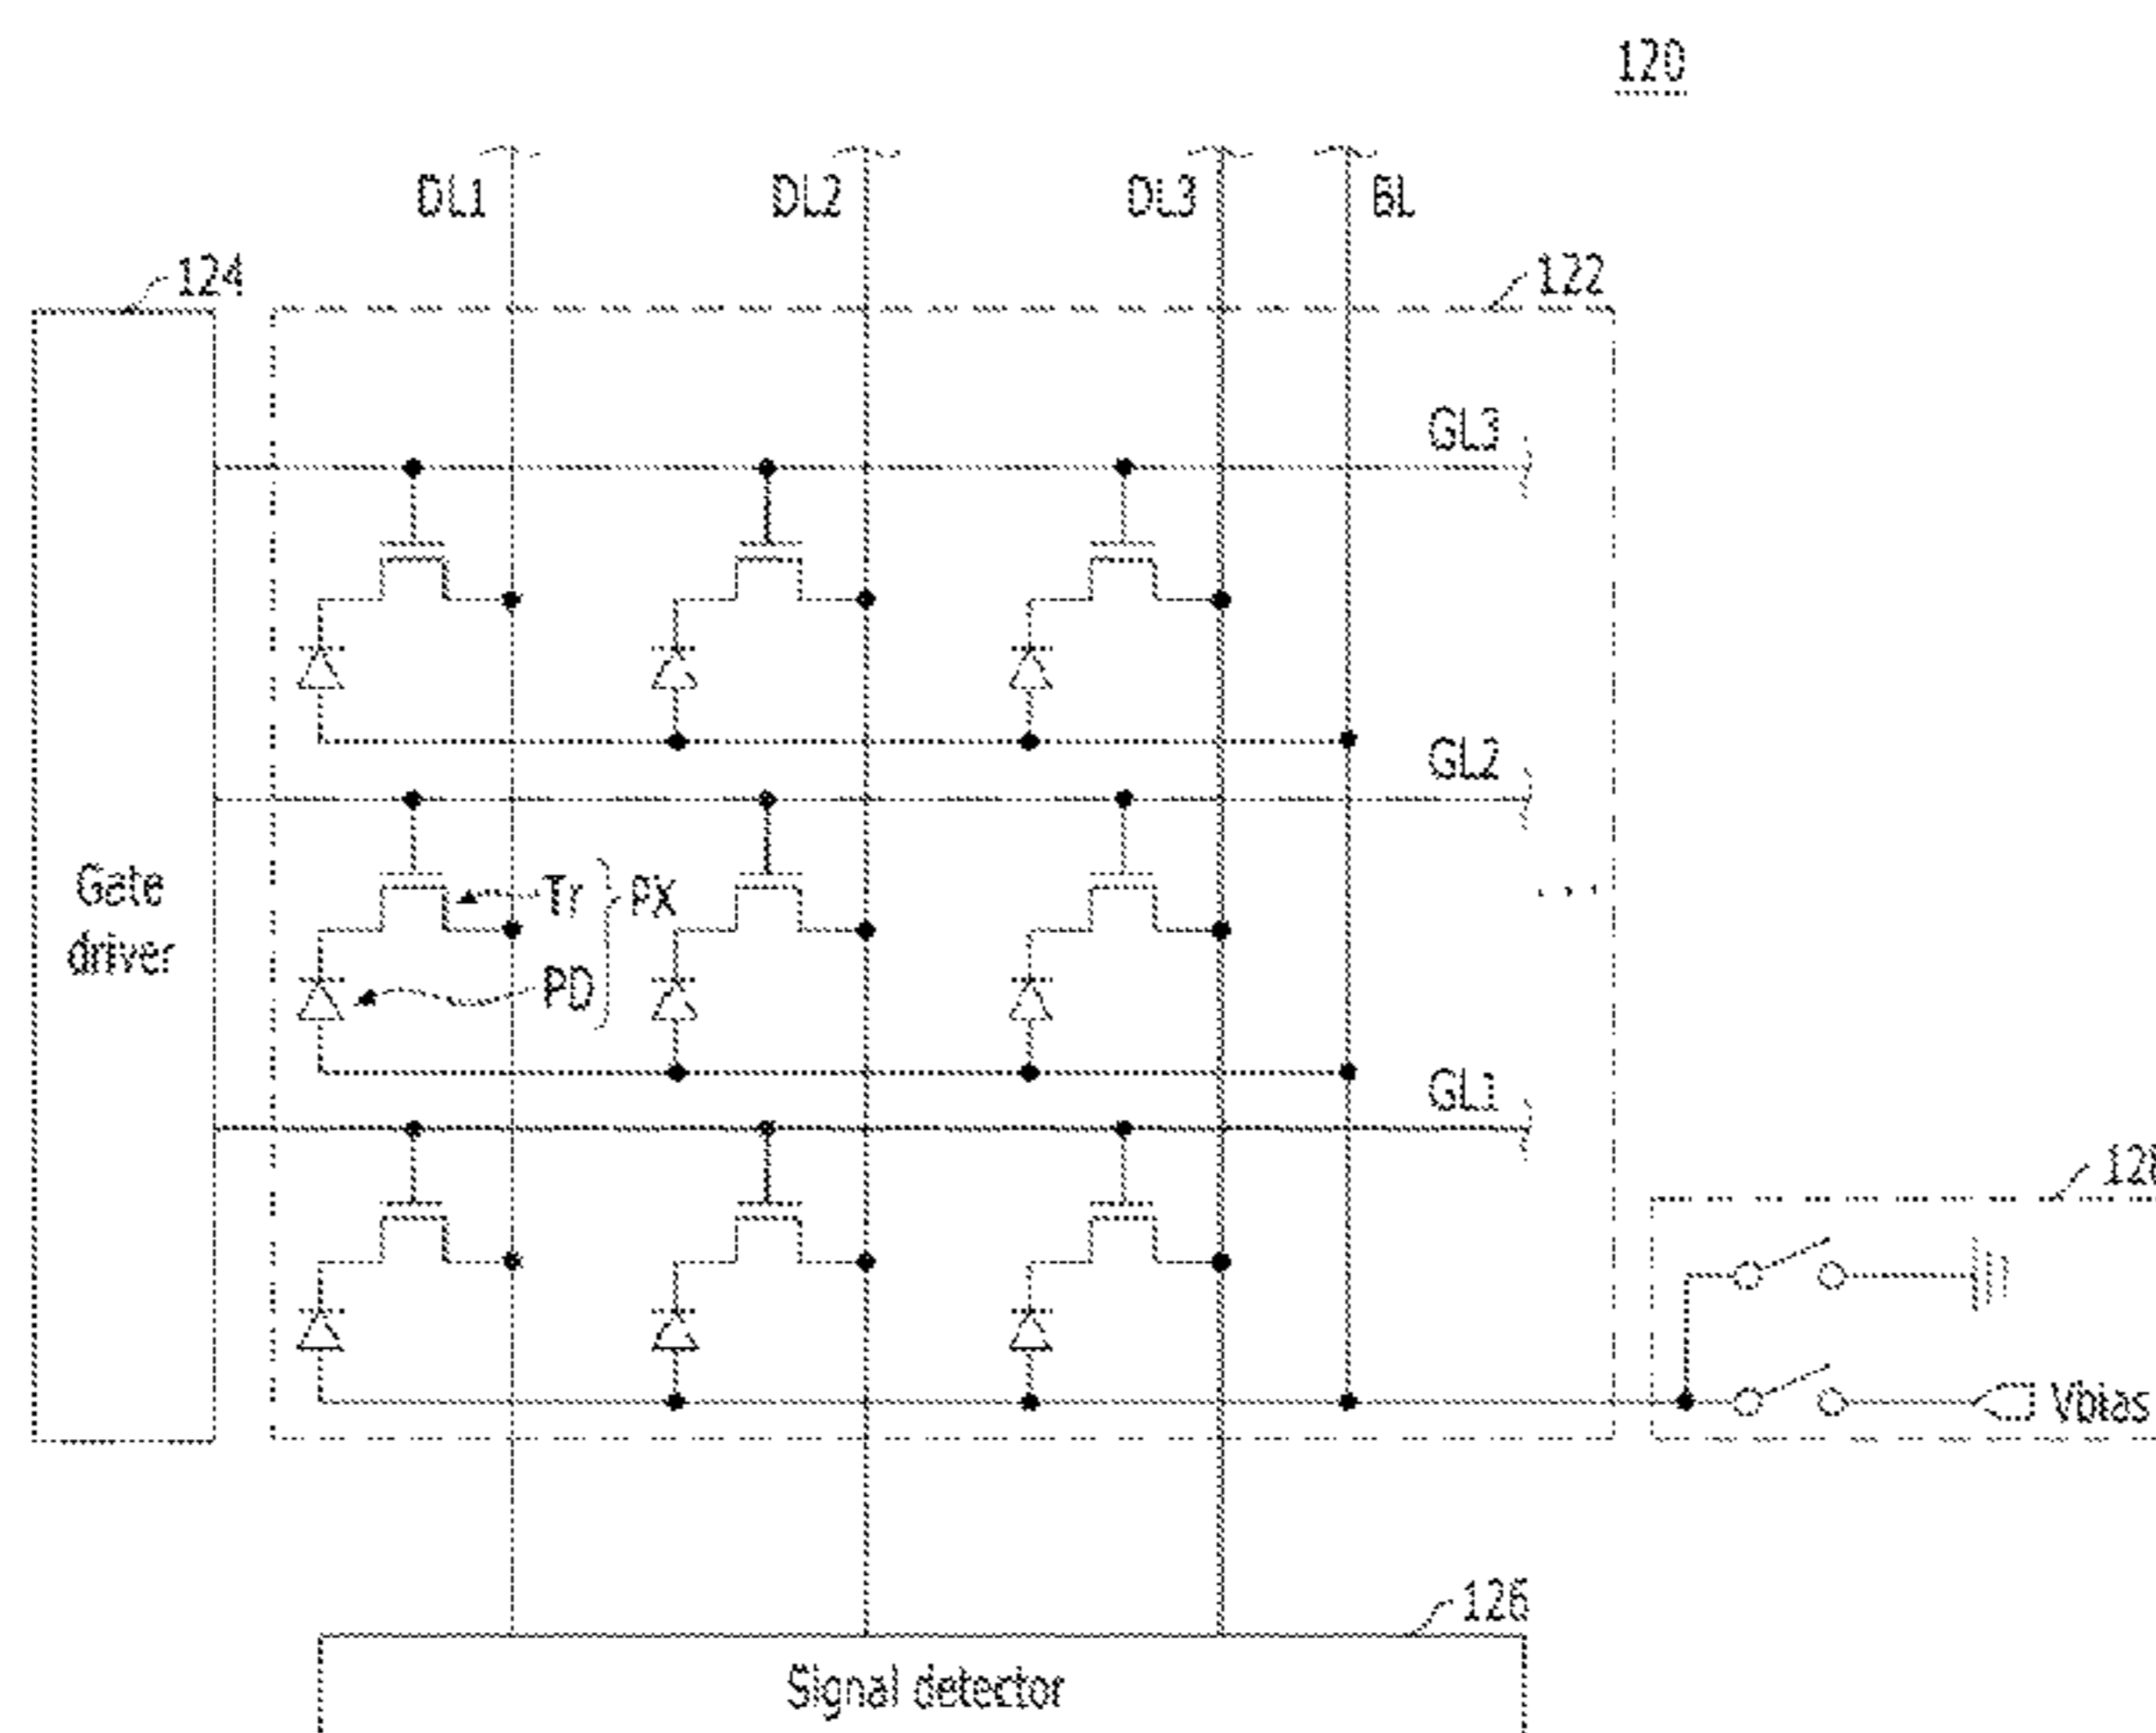 120
DL1
DL2
DL3
BL
124
122
GL3
GL2
Gate
driver
Tr
PX
PD
GL1
Vbias
126
Signal detector